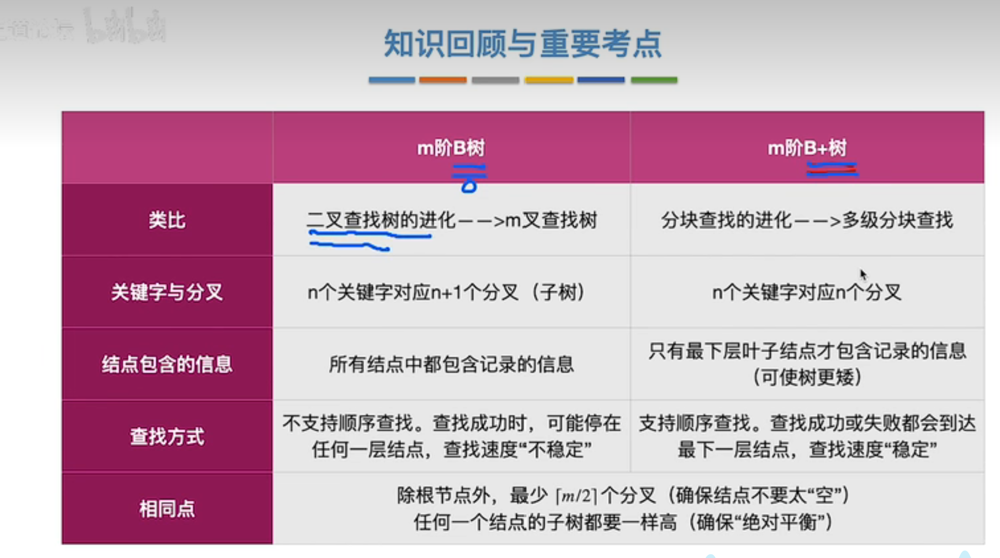 知识回顾与重要考点
m阶B树
m阶B+树
类比
二叉查找树的进化——>m叉查找树
分块查找的进化——>多级分块查找
关键字与分叉
n个关键字对应n+1个分叉（子树）
n个关键字对应n个分叉
结点包含的信息
所有结点中都包含记录的信息
只有最下层叶子结点才包含记录的信息
（可使树更矮）
查找方式
不支持顺序查找。查找成功时，可能停在
任何一层结点，查找速度“不稳定”
支持顺序查找。查找成功或失败都会到达
最下一层结点，查找速度“稳定”
相同点
除根节点外，最少 ⌈m/2⌉个分叉（确保结点不要太“空”）
任何一个结点的子树都要一样高（确保“绝对平衡”）